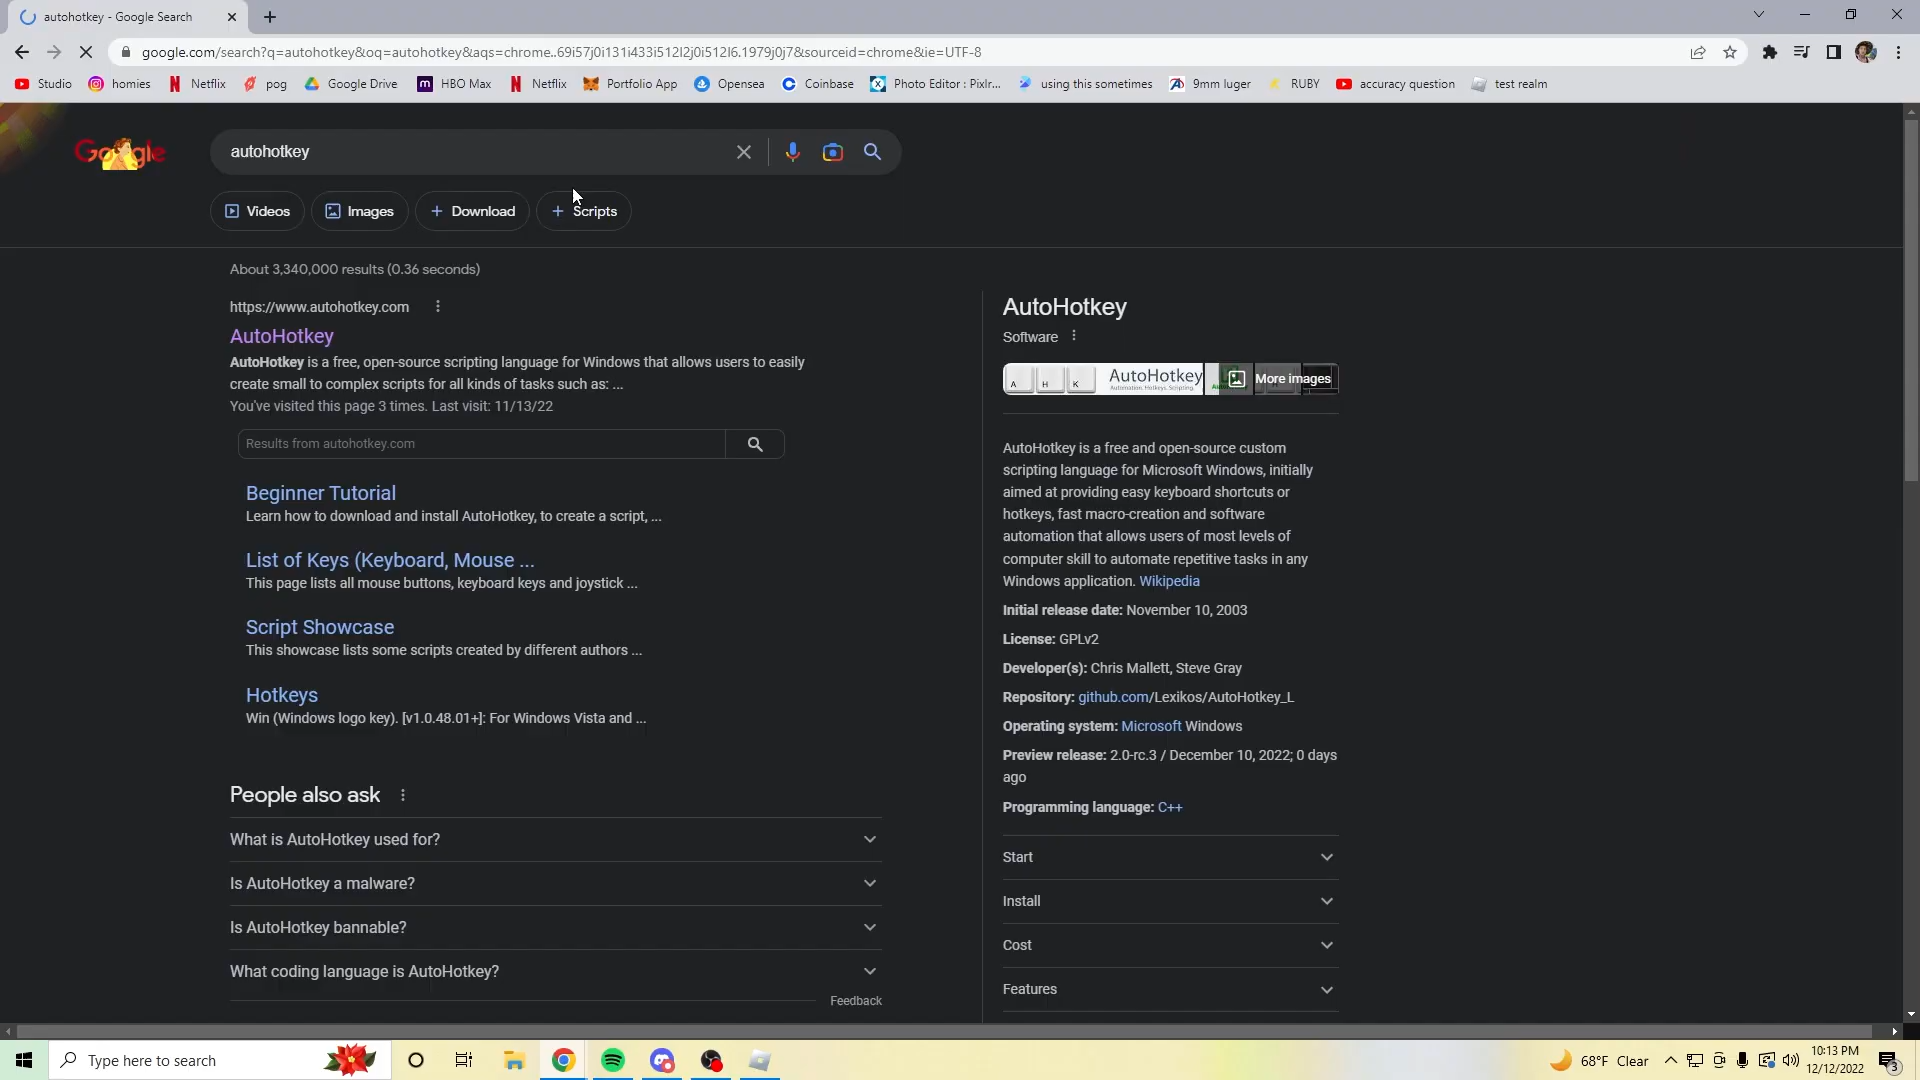 autohotkey - Google Search
google.com/search?q=autohotkey&oq=autohotkey&aqs=chrome..69i57j0i131i433i512l2j0i512l6.1979j0j7&sourceid=chrome&ie=UTF-8
Studio homies Netflix pog Google Drive HBO Max Netflix Portfolio App Opensea Coinbase Photo Editor : Pixlr... using this sometimes 9mm luger RUBY accuracy question test realm
Google
autohotkey
Videos Images Download Scripts
About 3,340,000 results (0.36 seconds)
https://www.autohotkey.com
AutoHotkey
AutoHotkey is a free, open-source scripting language for Windows that allows users to easily
create small to complex scripts for all kinds of tasks such as: ...
You've visited this page 3 times. Last visit: 11/13/22
Results from autohotkey.com
Beginner Tutorial
Learn how to download and install AutoHotkey, to create a script, ...
List of Keys (Keyboard, Mouse ...
This page lists all mouse buttons, keyboard keys and joystick ...
Script Showcase
This showcase lists some scripts created by different authors ...
Hotkeys
Win (Windows logo key). [v1.0.48.01+]: For Windows Vista and ...
People also ask
What is AutoHotkey used for?
Is AutoHotkey a malware?
Is AutoHotkey bannable?
What coding language is AutoHotkey?
Feedback
AutoHotkey
Software
A H K AutoHotkey More images
Automation. Hotkeys. Scripting.
AutoHotkey is a free and open-source custom
scripting language for Microsoft Windows, initially
aimed at providing easy keyboard shortcuts or
hotkeys, fast macro-creation and software
automation that allows users of most levels of
computer skill to automate repetitive tasks in any
Windows application. Wikipedia
Initial release date: November 10, 2003
License: GPLv2
Developer(s): Chris Mallett, Steve Gray
Repository: github.com/Lexikos/AutoHotkey_L
Operating system: Microsoft Windows
Preview release: 2.0-rc.3 / December 10, 2022; 0 days
ago
Programming language: C++
Start
Install
Cost
Features
Type here to search
68°F Clear
10:13 PM
12/12/2022
3